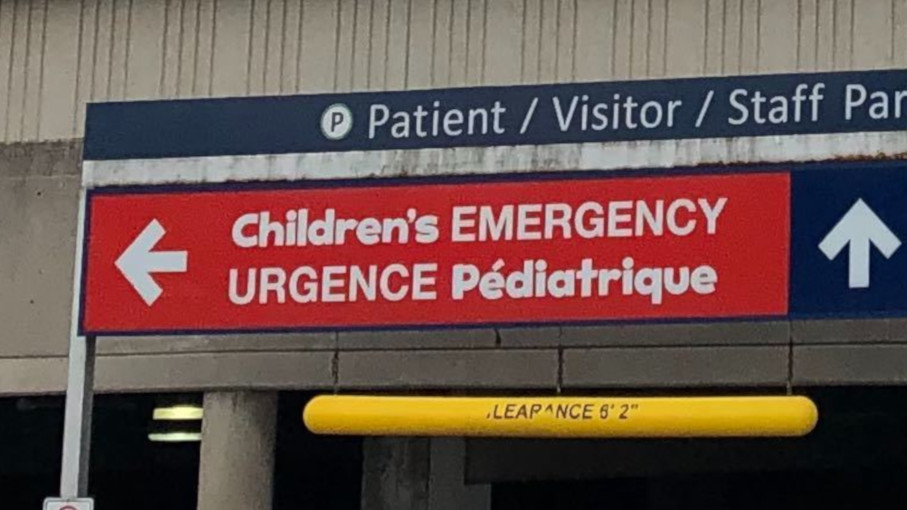 P Patient / Visitor / Staff Par
Children's EMERGENCY
URGENCE Pédiatrique
LEARANCE 6' 2"